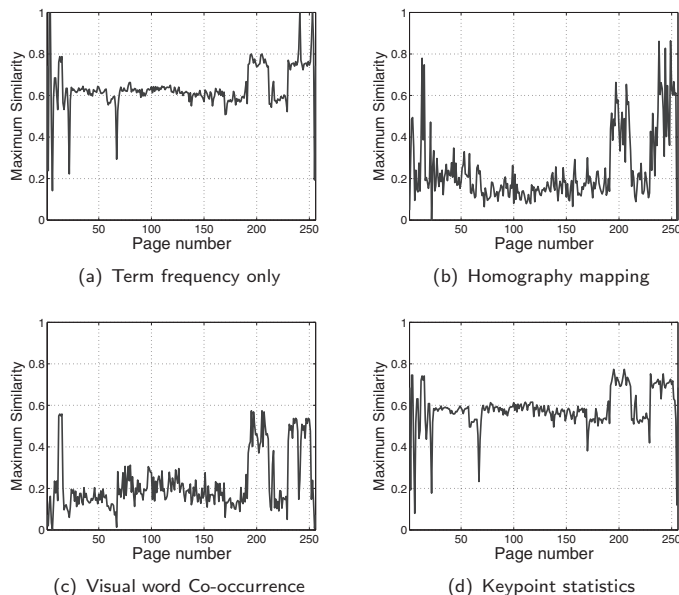 1
0.8
0.6
0.4
0.2
0
50 100 150 200 250
Page number
Maximum Similarity
(a) Term frequency only
1
0.8
0.6
0.4
0.2
0
50 100 150 200 250
Page number
Maximum Similarity
(b) Homography mapping
1
0.8
0.6
0.4
0.2
0
50 100 150 200 250
Page number
Maximum Similarity
(c) Visual word Co-occurrence
1
0.8
0.6
0.4
0.2
0
50 100 150 200 250
Page number
Maximum Similarity
(d) Keypoint statistics